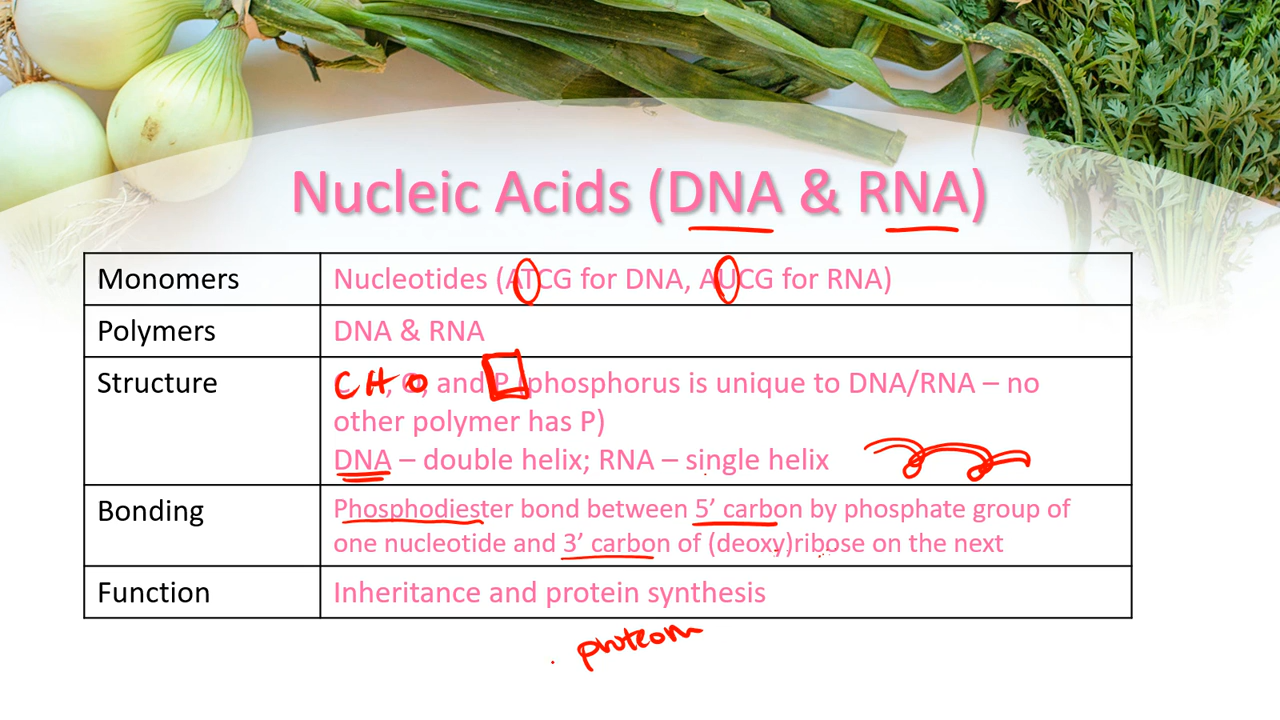 Nucleic Acids (DNA & RNA)
Monomers
Nucleotides (ATCG for DNA, AUCG for RNA)
Polymers
DNA & RNA
Structure
C H O, and P (phosphorus is unique to DNA/RNA – no
other polymer has P)
DNA – double helix; RNA – single helix
Bonding
Phosphodiester bond between 5’ carbon by phosphate group of
one nucleotide and 3’ carbon of (deoxy)ribose on the next
Function
Inheritance and protein synthesis